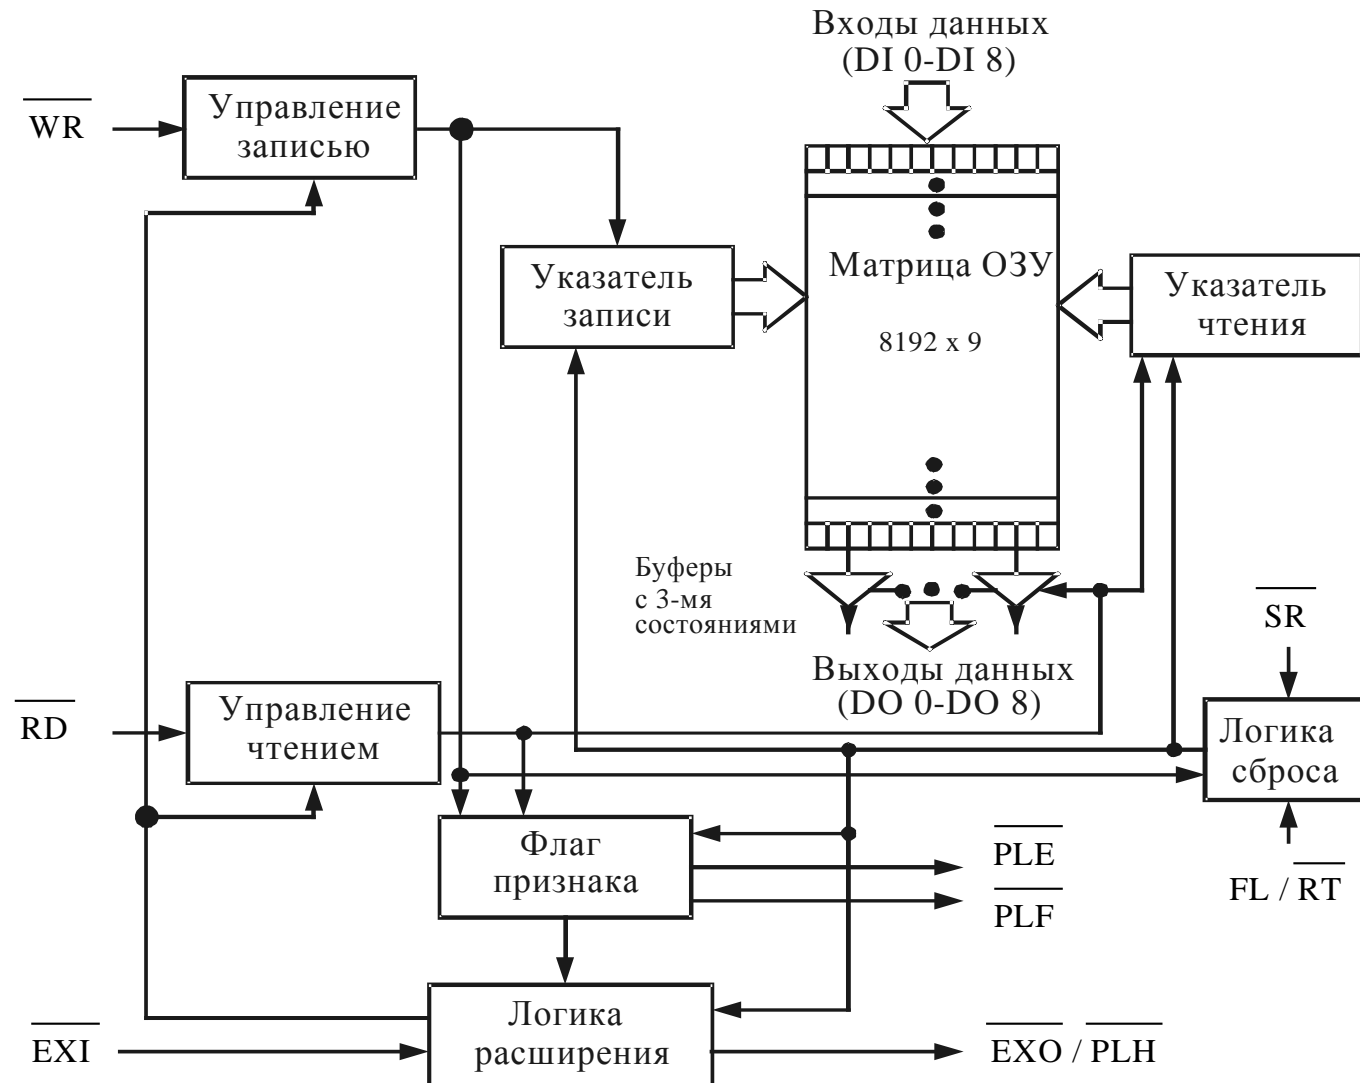 Входы данных
(DI 0-DI 8)
WR
Управление
записью
Указатель
записи
Матрица ОЗУ
8192 x 9
Указатель
чтения
Буферы
с 3-мя
состояниями
Выходы данных
(DO 0-DO 8)
SR
RD
Управление
чтением
Логика
сброса
Флаг
признака
PLE
PLF
FL / RT
EXI
Логика
расширения
EXO / PLH